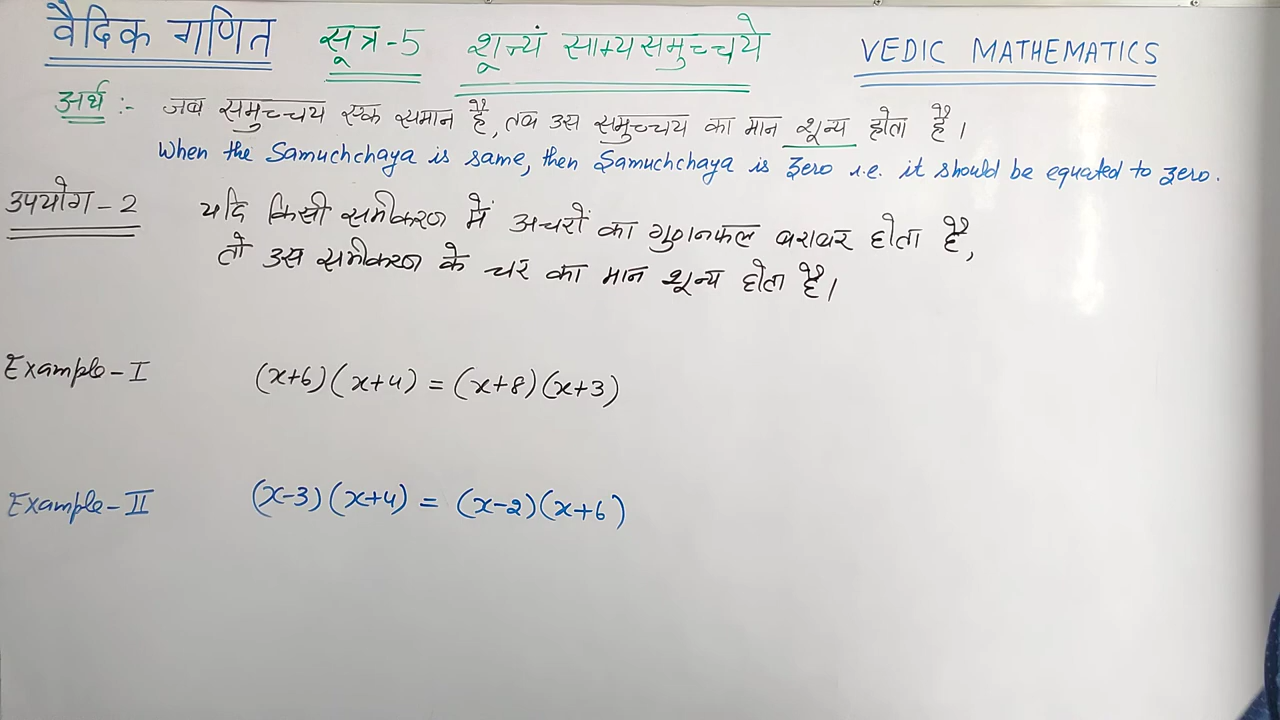 वैदिक गणित सूत्र-5 शून्यं साम्यसमुच्चये VEDIC MATHEMATICS
अर्थ :- जब समुच्चय एक समान है, तब उस समुच्चय का मान शून्य होता है।
When the Samuchchaya is same, then Samuchchaya is Zero i.e. it should be equated to zero.
उपयोग-2 यदि किसी समीकरण में अचरों का गुणनफल बराबर होता है,
तो उस समीकरण के चर का मान शून्य होता है।
Example-I (x+6)(x+4) = (x+8)(x+3)
Example-II (x-3)(x+4) = (x-2)(x+6)